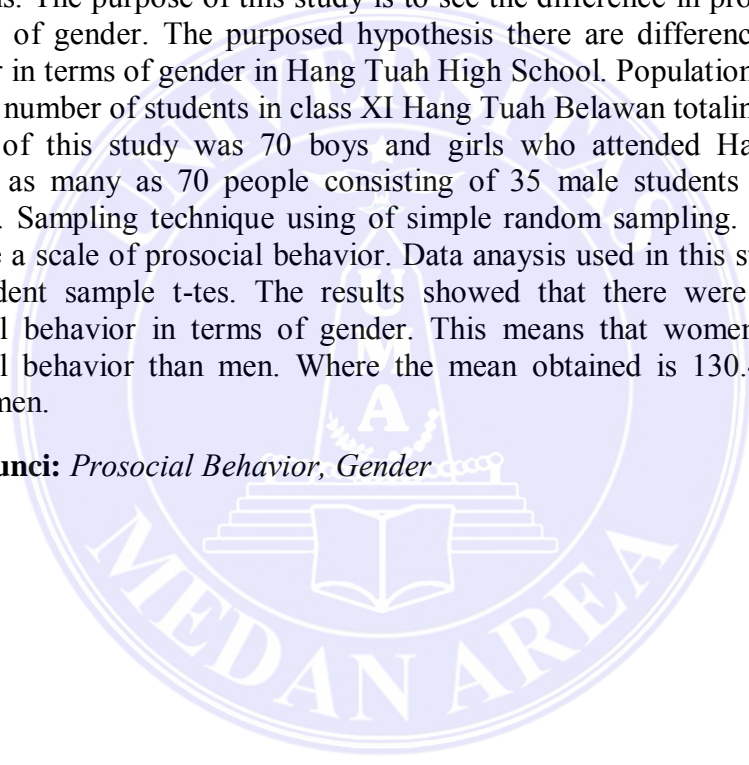 ns. The purpose of this study is to see the difference in pro
of gender. The purposed hypothesis there are difference
r in terms of gender in Hang Tuah High School. Population
number of students in class XI Hang Tuah Belawan totalin
of this study was 70 boys and girls who attended Ha
as many as 70 people consisting of 35 male students
. Sampling technique using of simple random sampling.
e a scale of prosocial behavior. Data anaysis used in this s
dent sample t-tes. The results showed that there were
l behavior in terms of gender. This means that women
l behavior than men. Where the mean obtained is 130.
men.
unci: Prosocial Behavior, Gender
UNIVERSITAS
UMA
MEDAN AREA